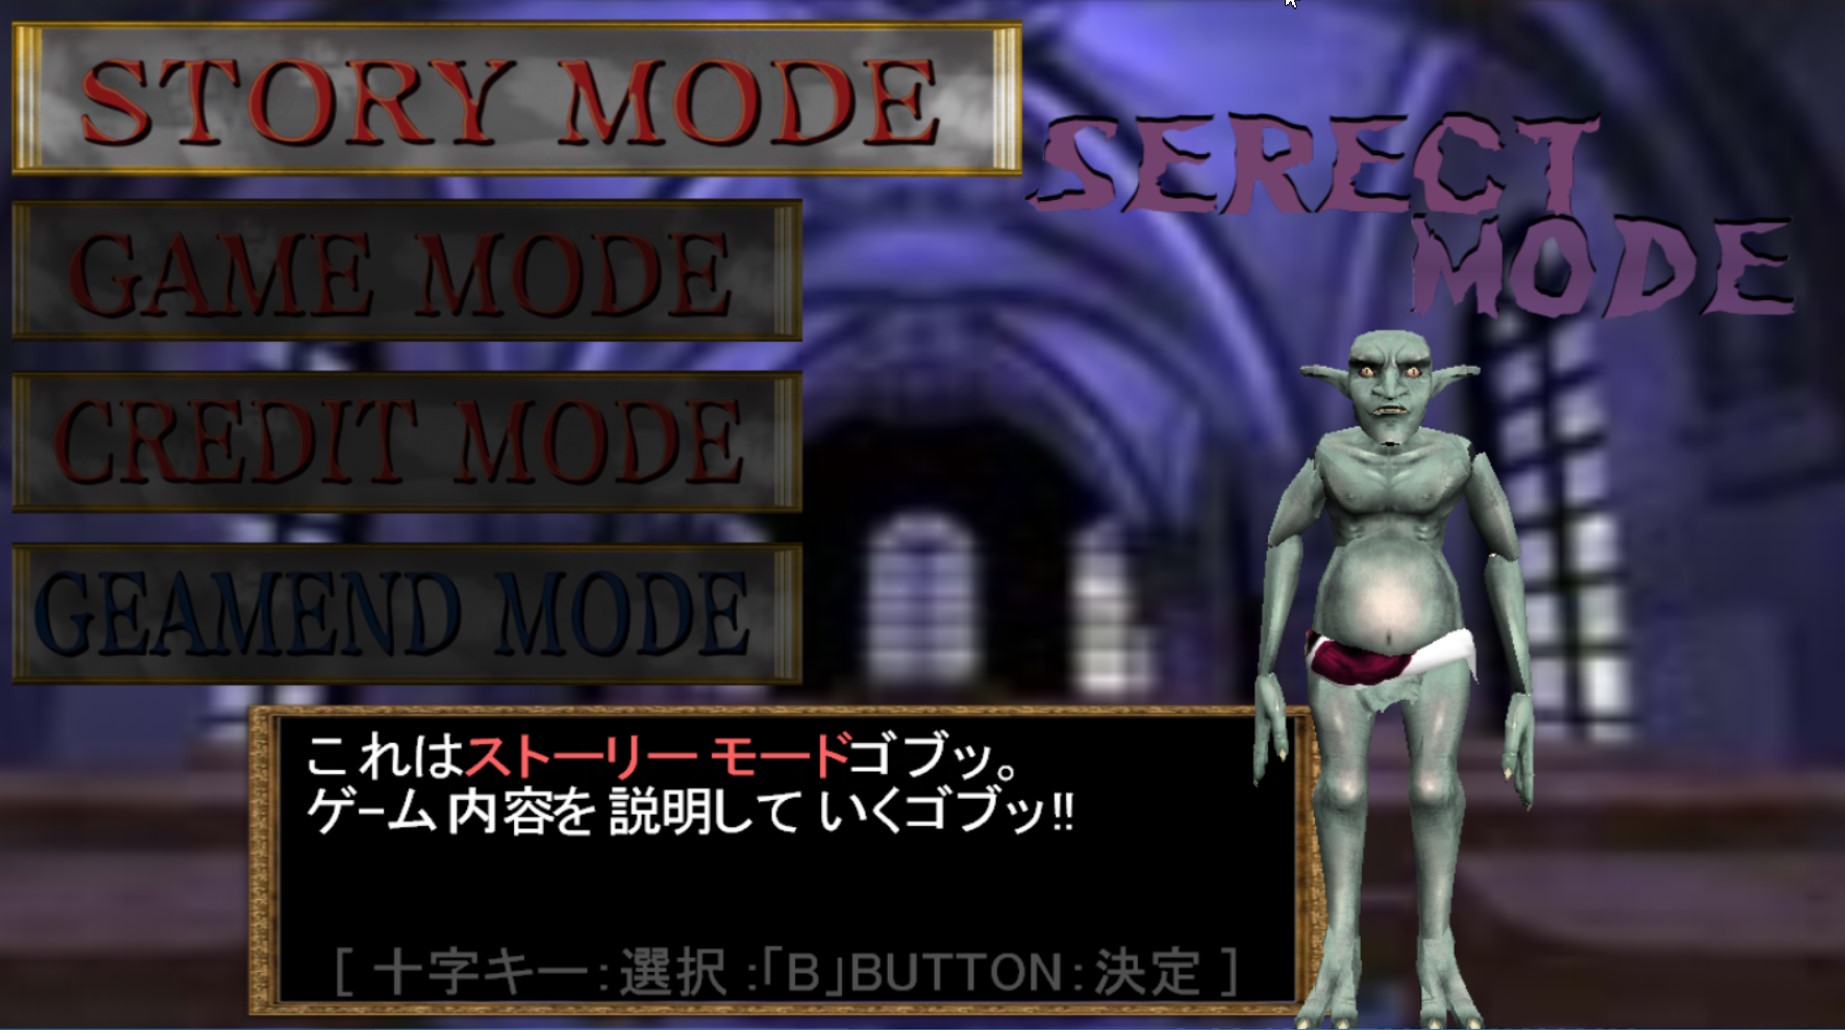 STORY MODE
GAME MODE
CREDIT MODE
GEAMEND MODE
SERECT
MODE
これはストーリーモードゴブッ。
ゲーム内容を説明していくゴブッ!!
[ 十字キー:選択 :「B」BUTTON:決定 ]